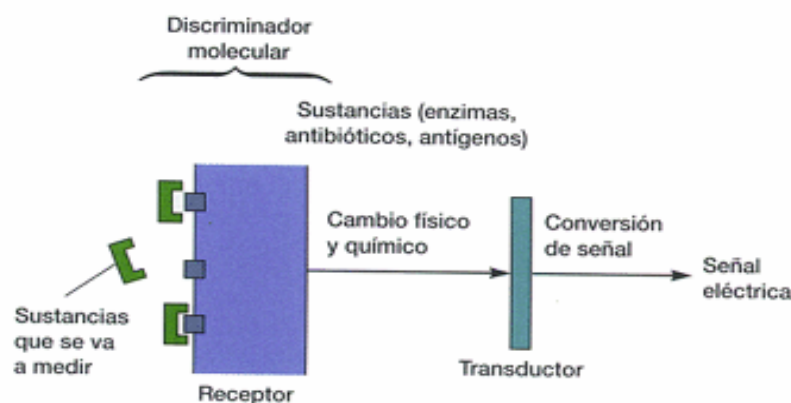 Discriminador
molecular
Sustancias (enzimas,
antibióticos, antígenos)
Cambio físico
y químico
Conversión
de señal
Señal
eléctrica
Sustancias
que se va
a medir
Receptor
Transductor